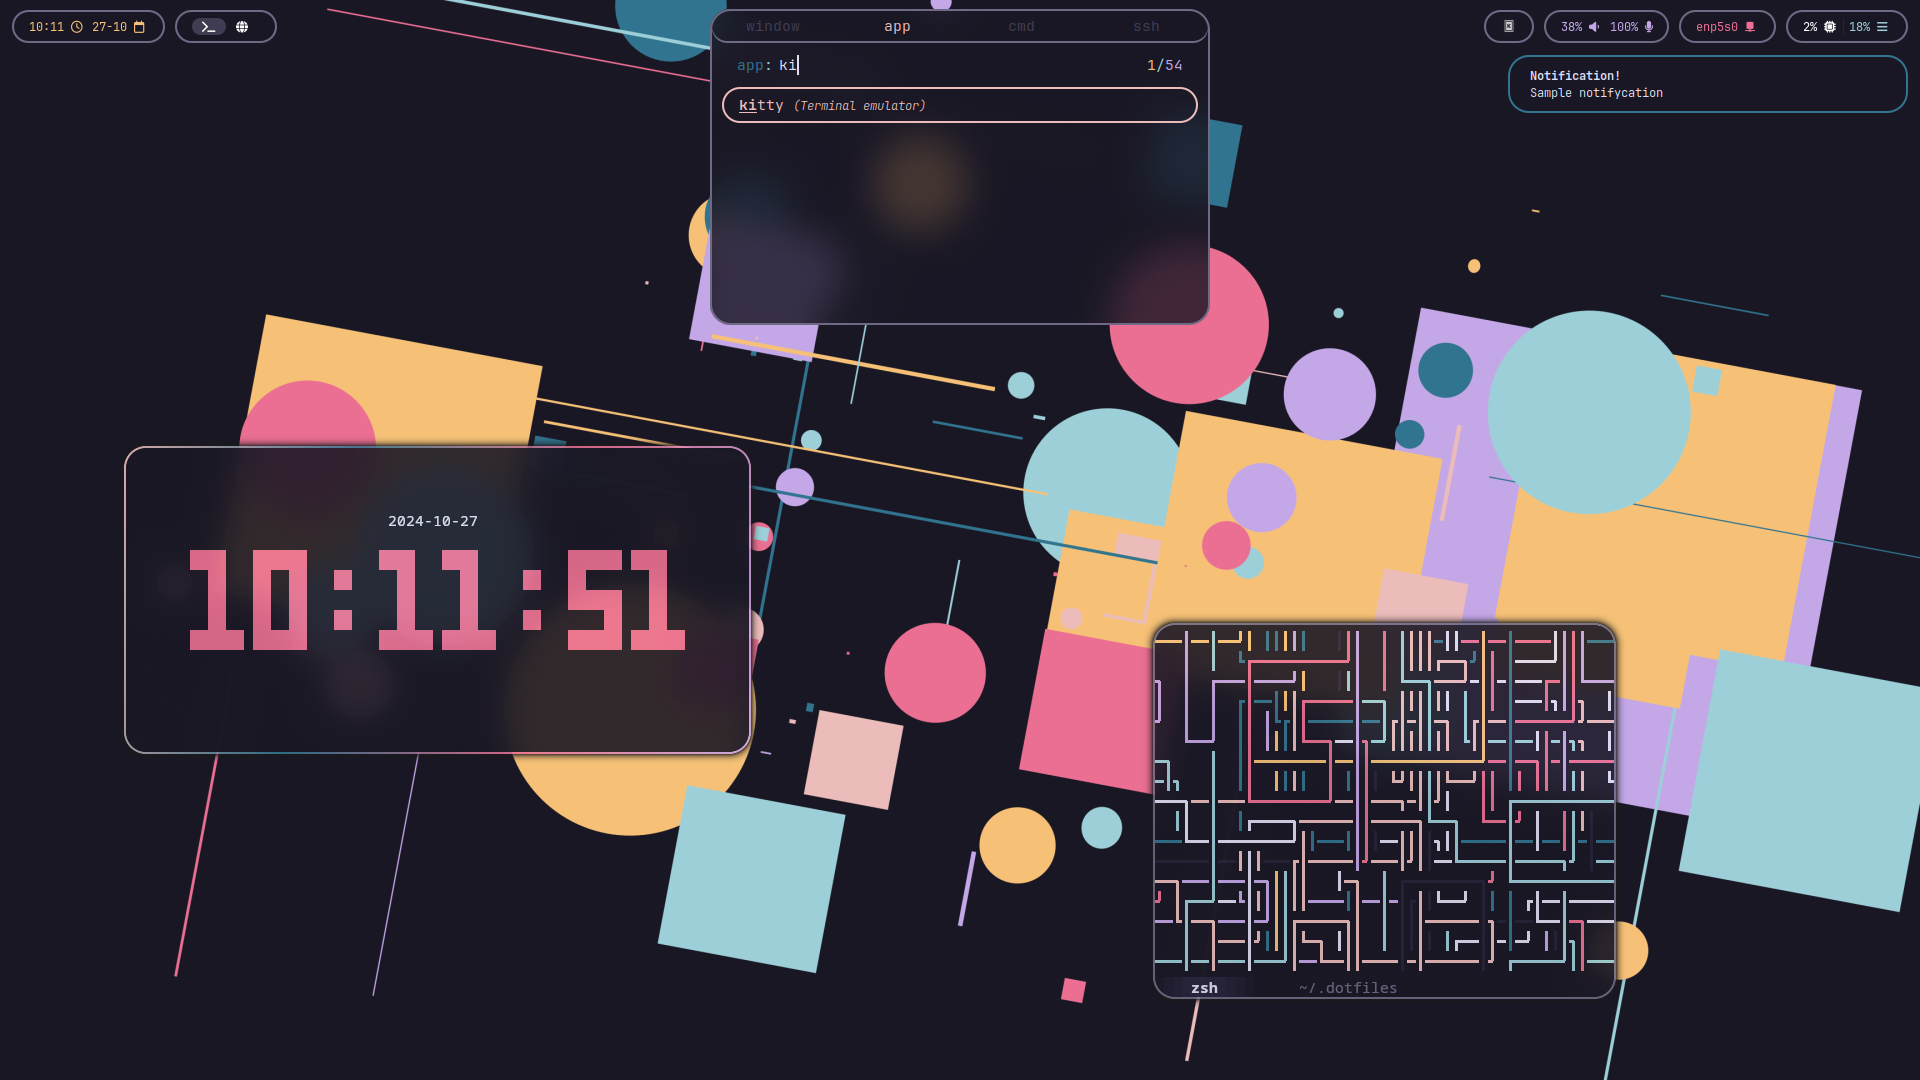 10:11 27-10
window app cmd ssh
38% 100% enp5s0 2% 18%
app: ki 1/54
kitty (Terminal emulator)
Notification!
Sample notifycation
2024-10-27
10:11:51
zsh ~/.dotfiles